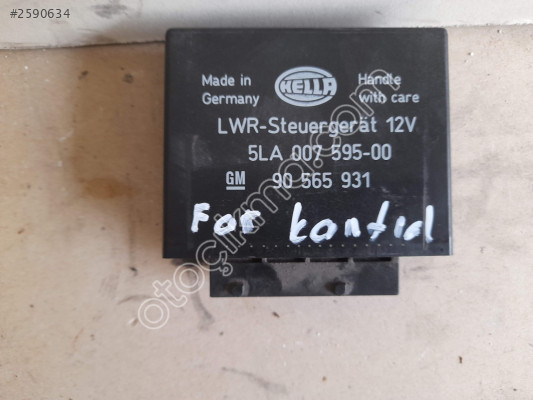 #2590634
Made in Germany
HELLA
Handle with care
LWR-Steuergerät 12V
5LA 007 595-00
GM 90 565 931
Far kontrol
otoçıkmacı.com